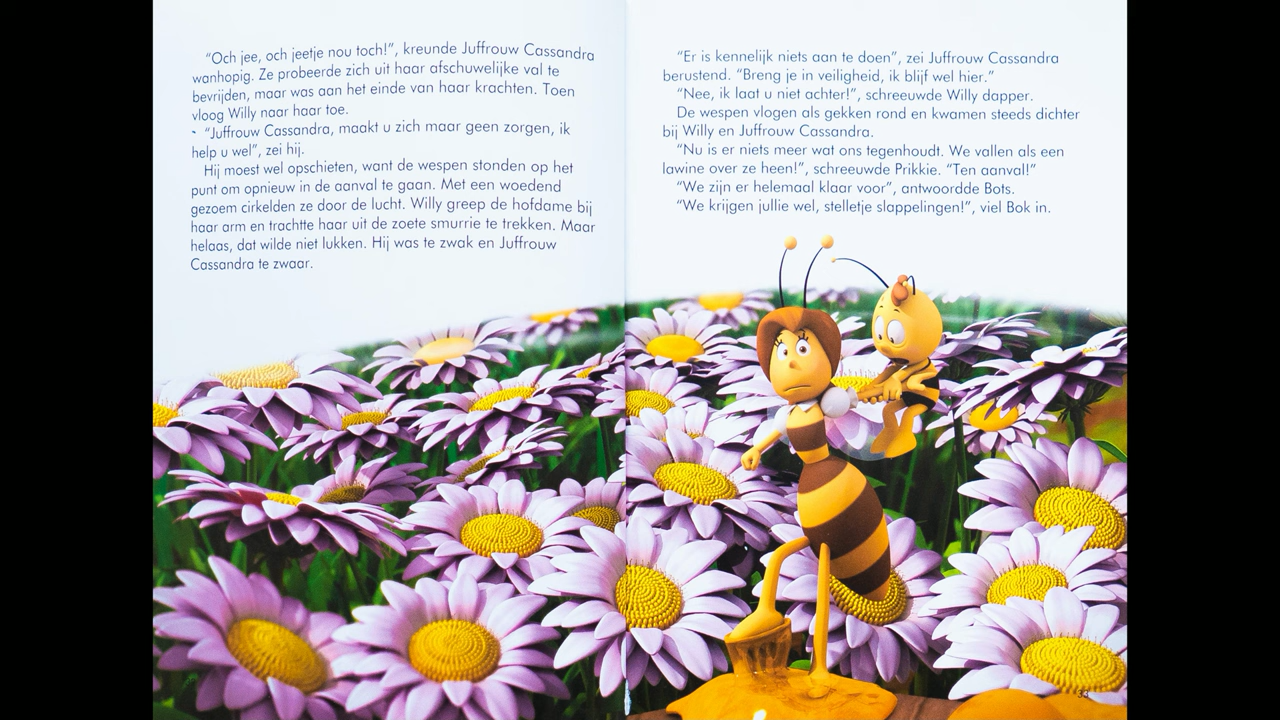 “Och jee, och jeetje nou toch!”, kreunde Juffrouw Cassandra
wanhopig. Ze probeerde zich uit haar afschuwelijke val te
bevrijden, maar was aan het einde van haar krachten. Toen
vloog Willy naar haar toe.
“Juffrouw Cassandra, maakt u zich maar geen zorgen, ik
help u wel”, zei hij.
Hij moest wel opschieten, want de wespen stonden op het
punt om opnieuw in de aanval te gaan. Met een woedend
gezoem cirkelden ze door de lucht. Willy greep de hofdame bij
haar arm en trachtte haar uit de zoete smurrie te trekken. Maar
helaas, dat wilde niet lukken. Hij was te zwak en Juffrouw
Cassandra te zwaar.
“Er is kennelijk niets aan te doen”, zei Juffrouw Cassandra
berustend. “Breng je in veiligheid, ik blijf wel hier.”
“Nee, ik laat u niet achter!”, schreeuwde Willy dapper.
De wespen vlogen als gekken rond en kwamen steeds dichter
bij Willy en Juffrouw Cassandra.
“Nu is er niets meer wat ons tegenhoudt. We vallen als een
lawine over ze heen!”, schreeuwde Prikkie. “Ten aanval!”
“We zijn er helemaal klaar voor”, antwoordde Bots.
“We krijgen jullie wel, stelletje slappelingen!”, viel Bok in.
33